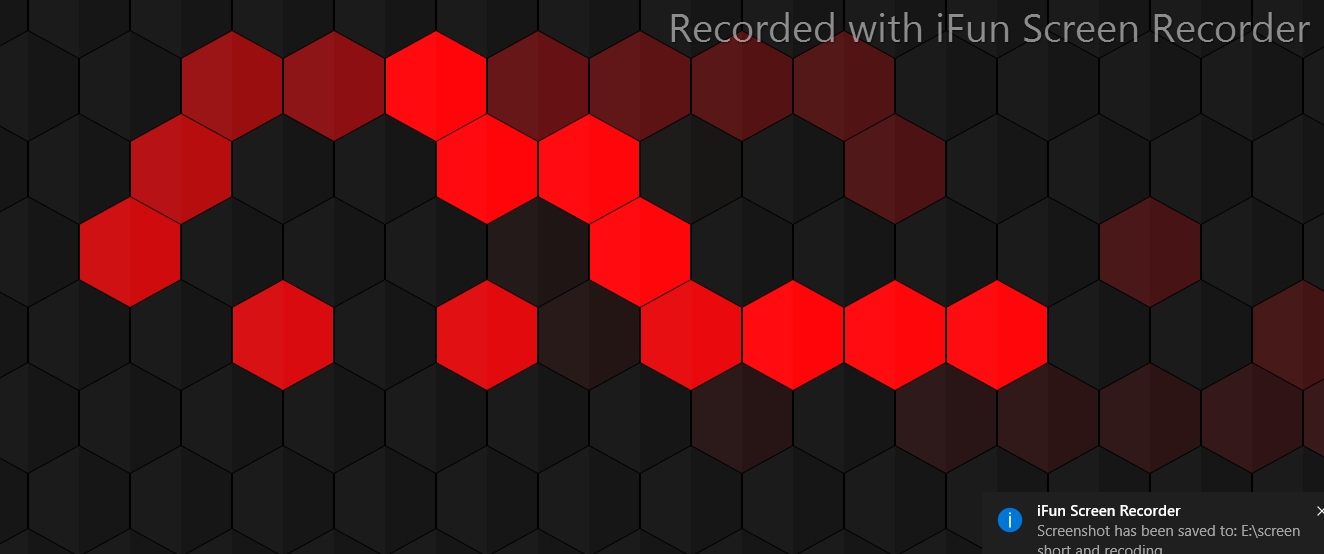 Recorded with iFun Screen Recorder
iFun Screen Recorder
Screenshot has been saved to: E:\screen
short and recoding